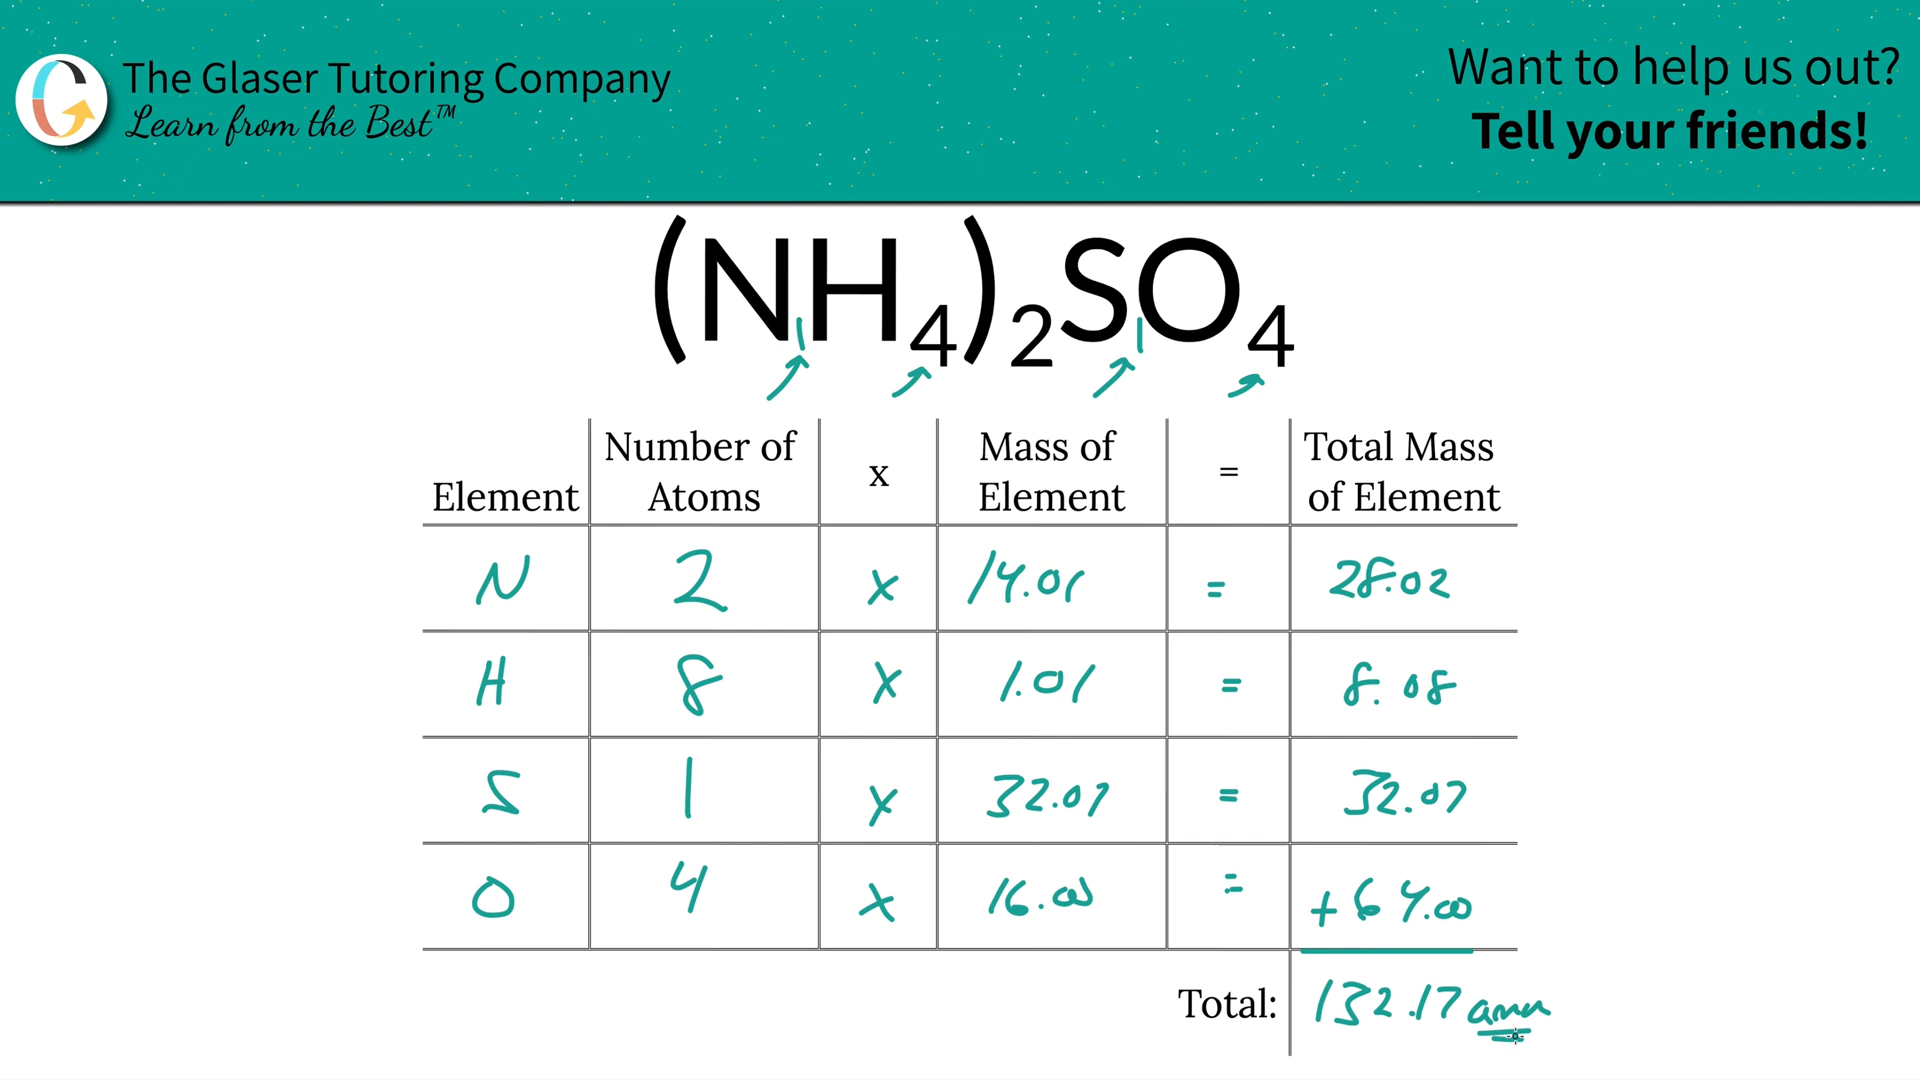 The Glaser Tutoring Company
Learn from the Best™
Want to help us out?
Tell your friends!
(NH₄)₂SO₄
1 1
Element Number of Atoms x Mass of Element = Total Mass of Element
N 2 x 14.01 = 28.02
H 8 x 1.01 = 8.08
S 1 x 32.07 = 32.07
O 4 x 16.00 = +64.00
Total: 132.17 amu